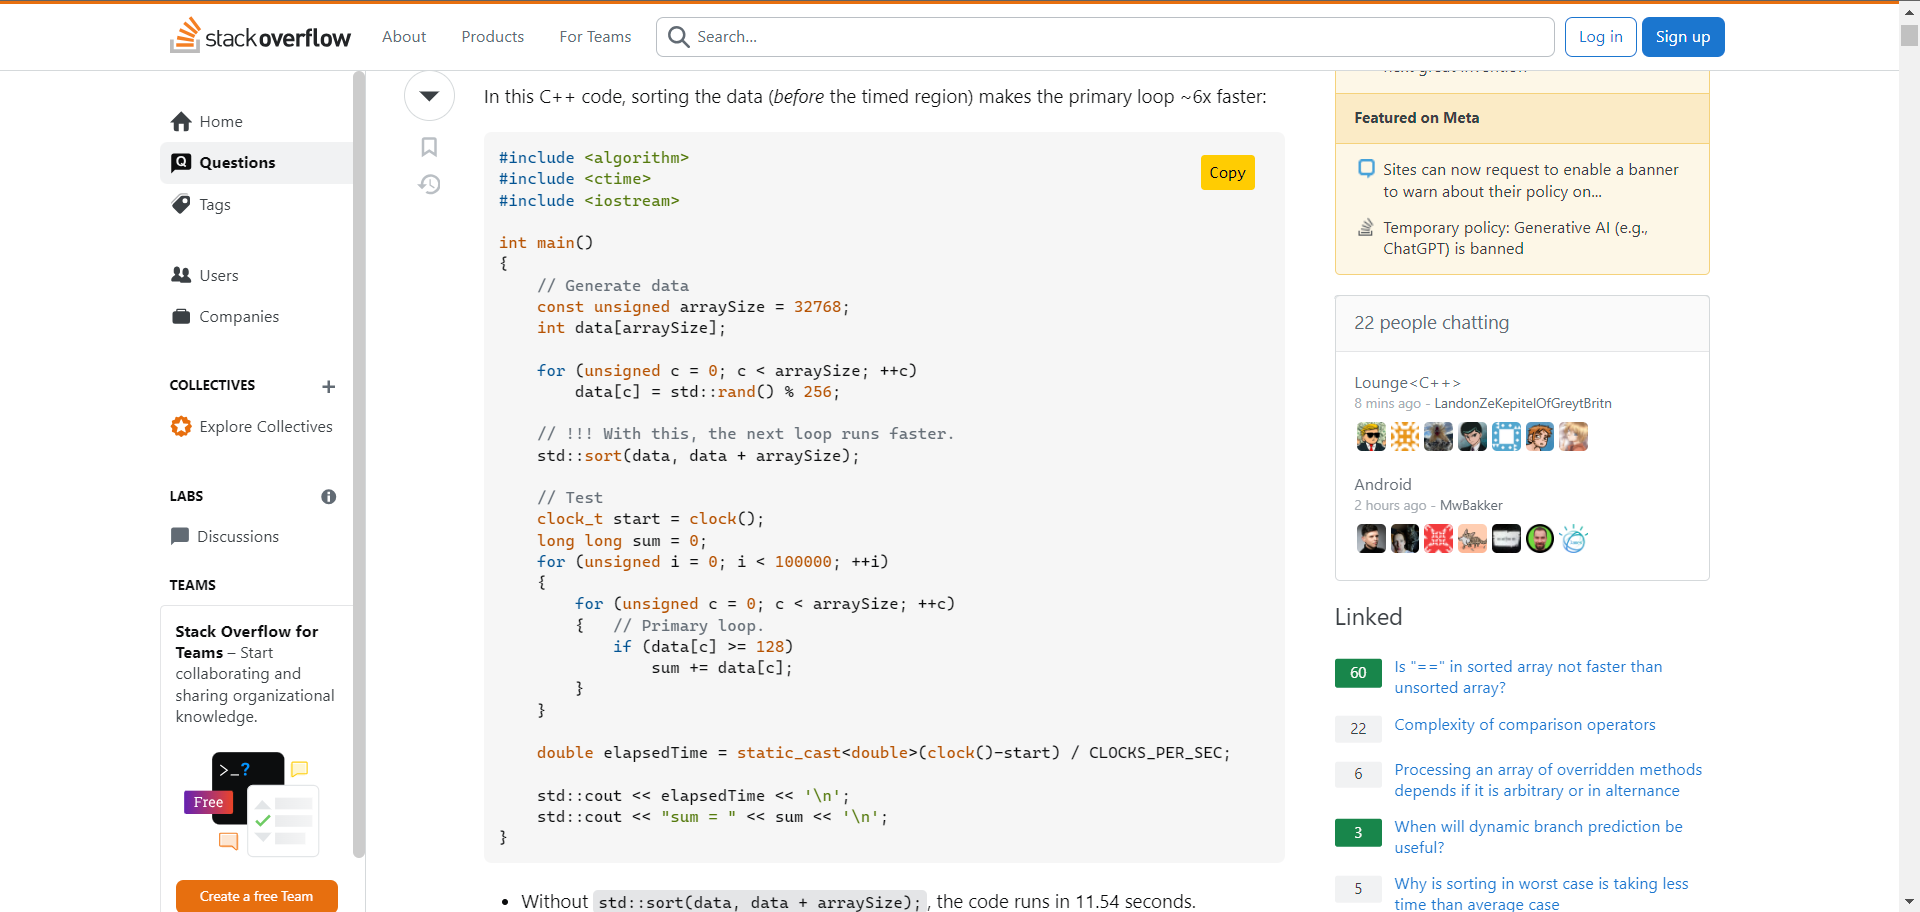 stackoverflow
About
Products
For Teams
Search...
Log in
Sign up
Home
Questions
Tags
Users
Companies
COLLECTIVES
Explore Collectives
LABS
Discussions
TEAMS
Stack Overflow for
Teams – Start
collaborating and
sharing organizational
knowledge.
>_?
Free
Create a free Team
In this C++ code, sorting the data (before the timed region) makes the primary loop ~6x faster:
Copy
#include <algorithm>
#include <ctime>
#include <iostream>

int main()
{
    // Generate data
    const unsigned arraySize = 32768;
    int data[arraySize];

    for (unsigned c = 0; c < arraySize; ++c)
        data[c] = std::rand() % 256;

    // !!! With this, the next loop runs faster.
    std::sort(data, data + arraySize);

    // Test
    clock_t start = clock();
    long long sum = 0;
    for (unsigned i = 0; i < 100000; ++i)
    {
        for (unsigned c = 0; c < arraySize; ++c)
        {   // Primary loop.
            if (data[c] >= 128)
                sum += data[c];
        }
    }

    double elapsedTime = static_cast<double>(clock()-start) / CLOCKS_PER_SEC;

    std::cout << elapsedTime << '\n';
    std::cout << "sum = " << sum << '\n';
}
• Without std::sort(data, data + arraySize);, the code runs in 11.54 seconds.
next great invention
Featured on Meta
Sites can now request to enable a banner
to warn about their policy on...
Temporary policy: Generative AI (e.g.,
ChatGPT) is banned
22 people chatting
Lounge<C++>
8 mins ago - LandonZeKepitelOfGreytBritn
Android
2 hours ago - MwBakker
Linked
60
Is "==" in sorted array not faster than
unsorted array?
22
Complexity of comparison operators
6
Processing an array of overridden methods
depends if it is arbitrary or in alternance
3
When will dynamic branch prediction be
useful?
5
Why is sorting in worst case is taking less
time than average case